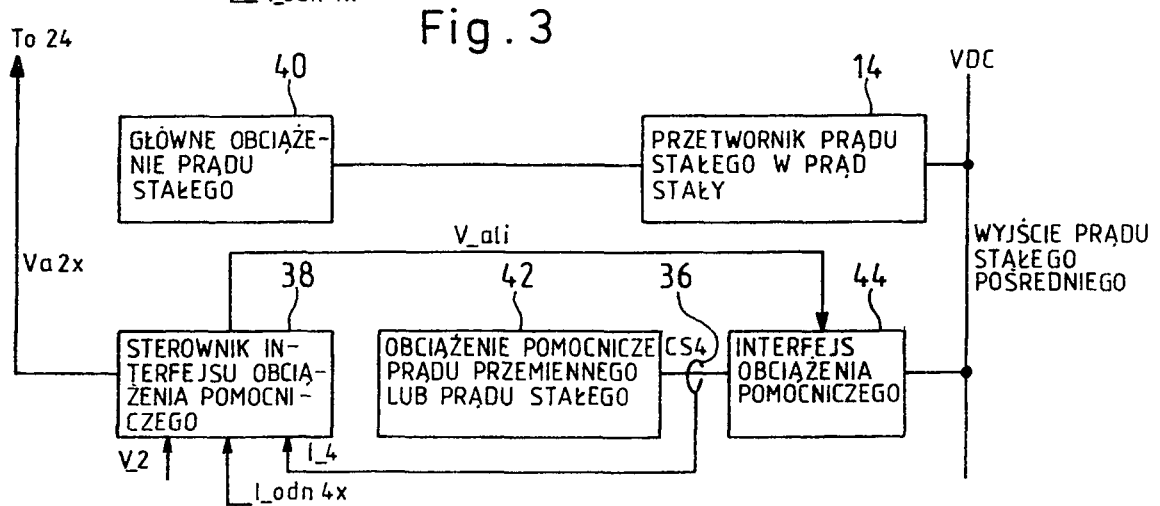 Fig. 3
To 24
40
14
VDC
GŁÓWNE OBCIĄŻE-
NIE PRĄDU
STAŁEGO
PRZETWORNIK PRĄDU
STAŁEGO W PRĄD
STAŁY
WYJŚCIE PRĄDU
STAŁEGO
POŚREDNIEGO
V_ali
Va2x
38
42
36
44
STEROWNIK IN-
TERFEJSU OBCIĄ-
ŻENIA POMOCNI-
CZEGO
OBCIĄŻENIE POMOCNICZE
PRĄDU PRZEMIENNEGO
LUB PRĄDU STAŁEGO
CS4
INTERFEJS
OBCIĄŻENIA
POMOCNICZEGO
V_2
I_4
I_odn 4x